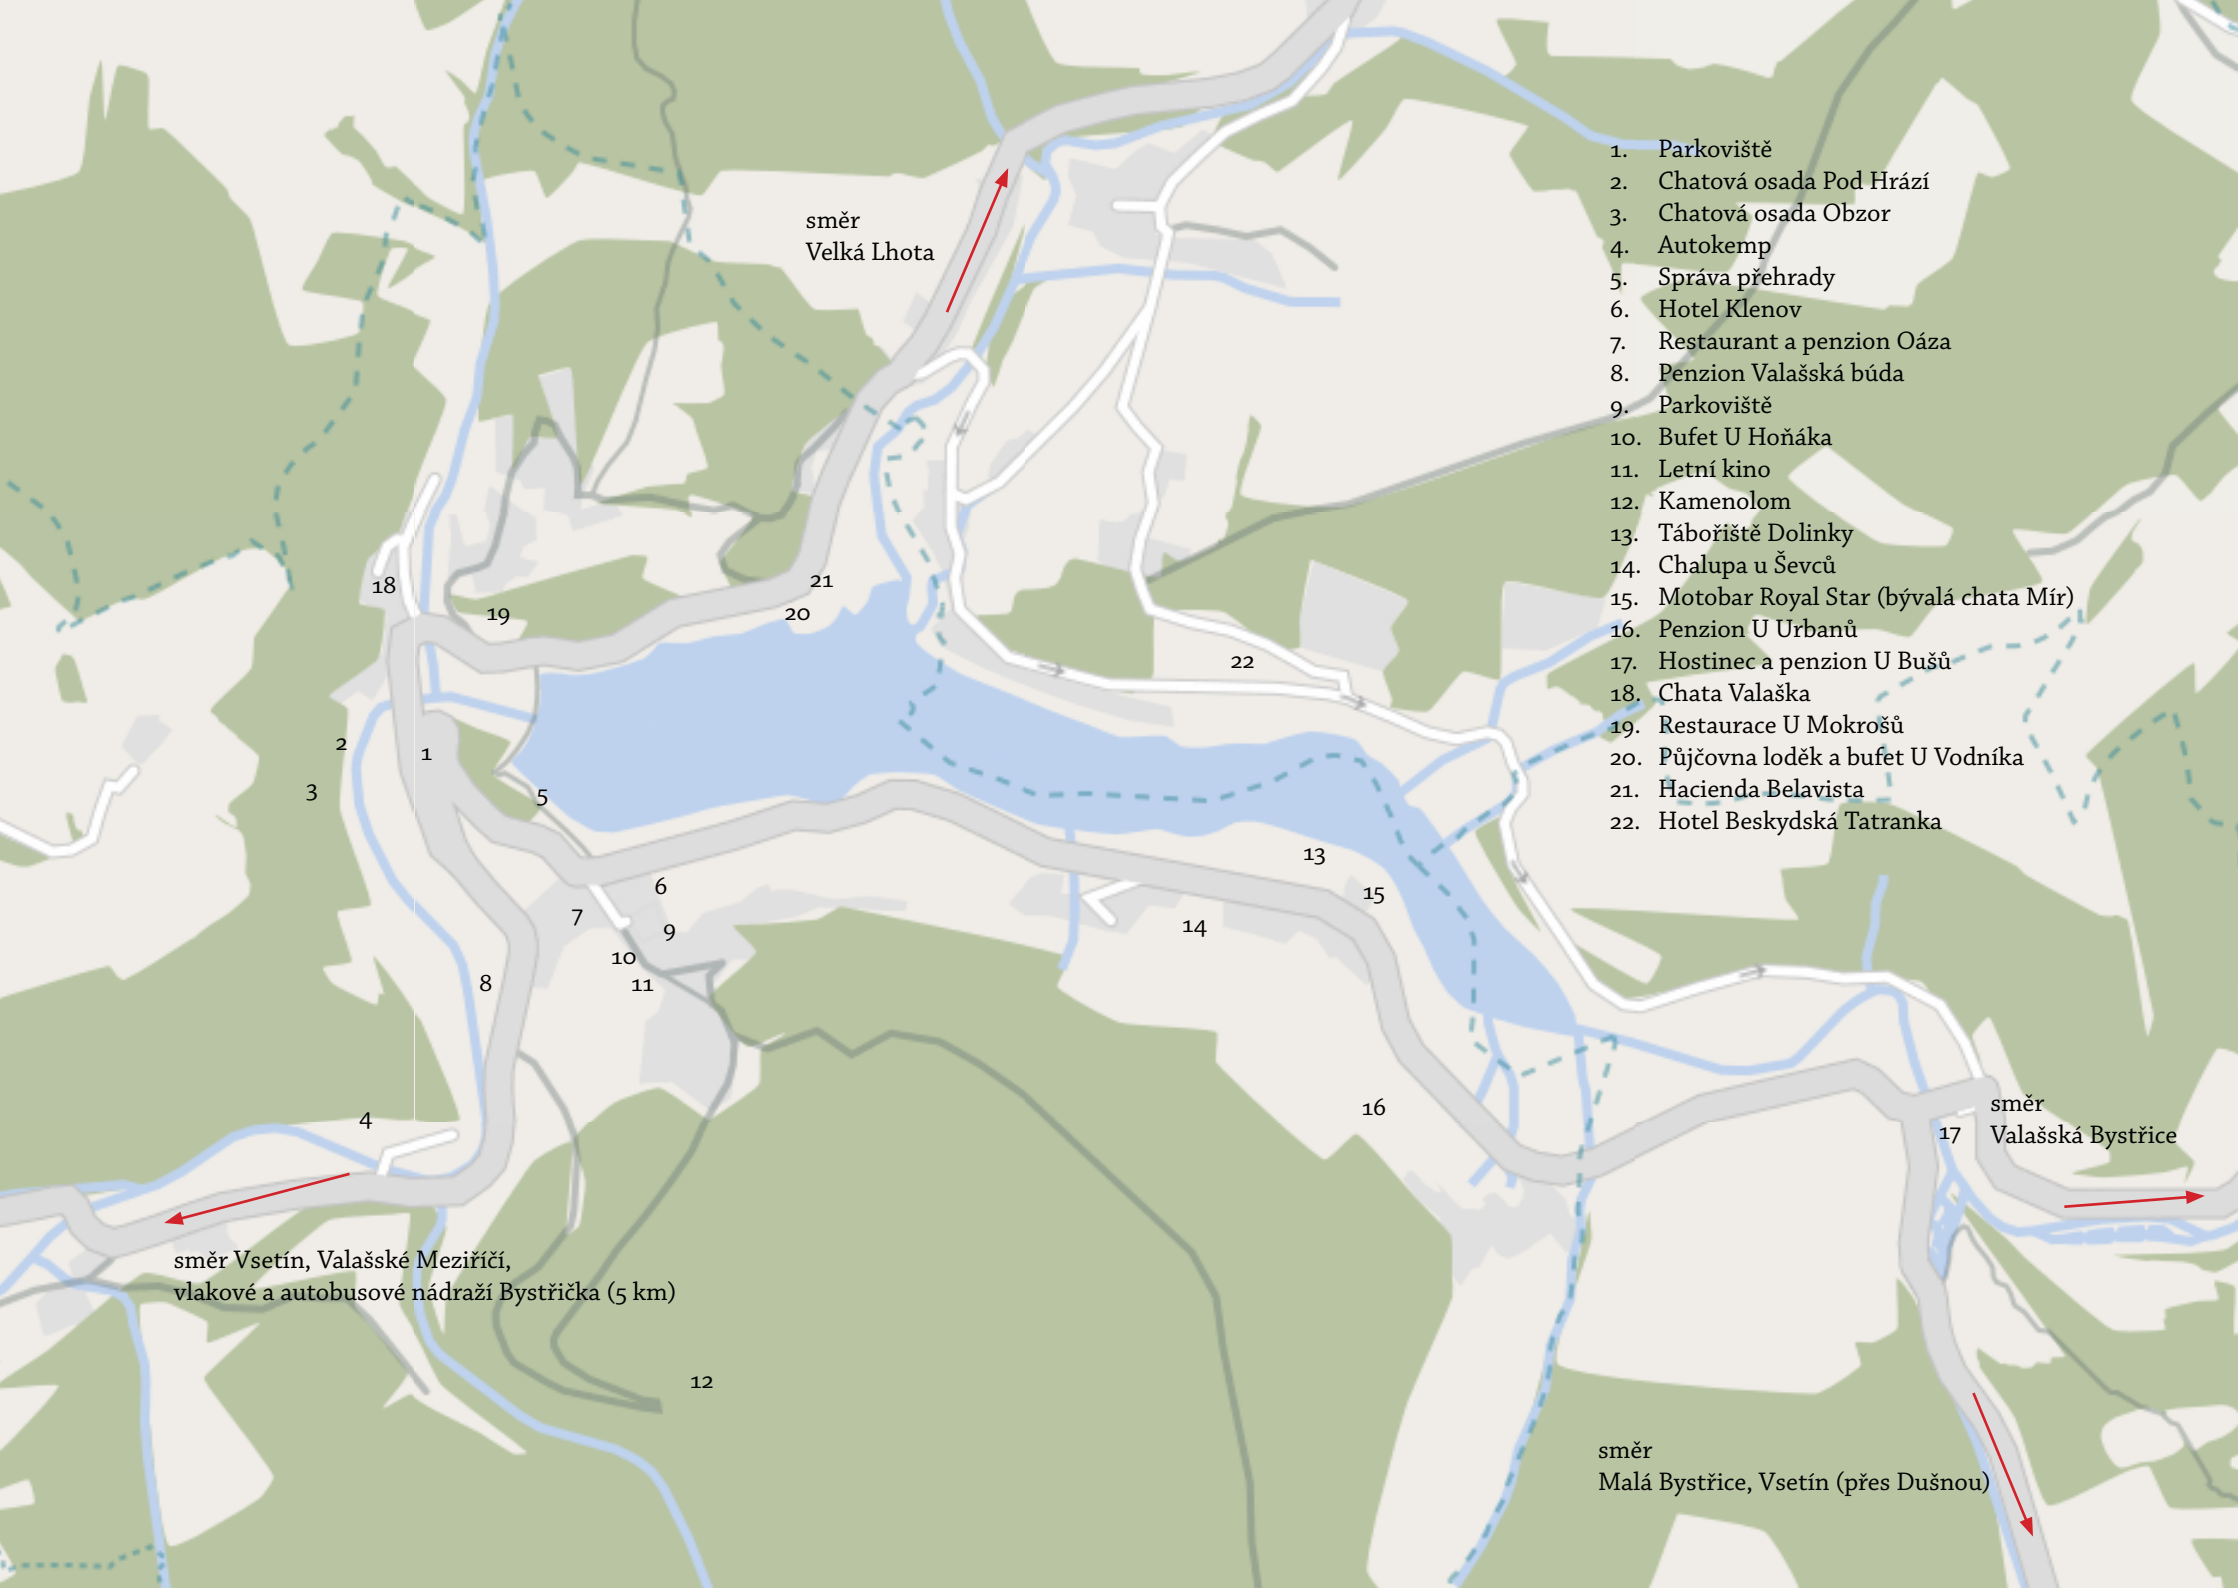 1. Parkoviště
2. Chatová osada Pod Hrází
3. Chatová osada Obzor
4. Autokemp
5. Správa přehrady
6. Hotel Klenov
7. Restaurant a penzion Oáza
8. Penzion Valašská búda
9. Parkoviště
10. Bufet U Hoňáka
11. Letní kino
12. Kamenolom
13. Tábořiště Dolinky
14. Chalupa u Ševců
15. Motobar Royal Star (bývalá chata Mír)
16. Penzion U Urbanů
17. Hostinec a penzion U Bušů
18. Chata Valaška
19. Restaurace U Mokrošů
20. Půjčovna loděk a bufet U Vodníka
21. Hacienda Belavista
22. Hotel Beskydská Tatranka
směr
Velká Lhota
21
18
19
20
22
2
1
3
5
13
6
15
7
14
9
10
8
11
směr
Valašská Bystřice
16
4
17
směr Vsetín, Valašské Meziříčí,
vlakové a autobusové nádraží Bystřička (5 km)
12
směr
Malá Bystřice, Vsetín (přes Dušnou)